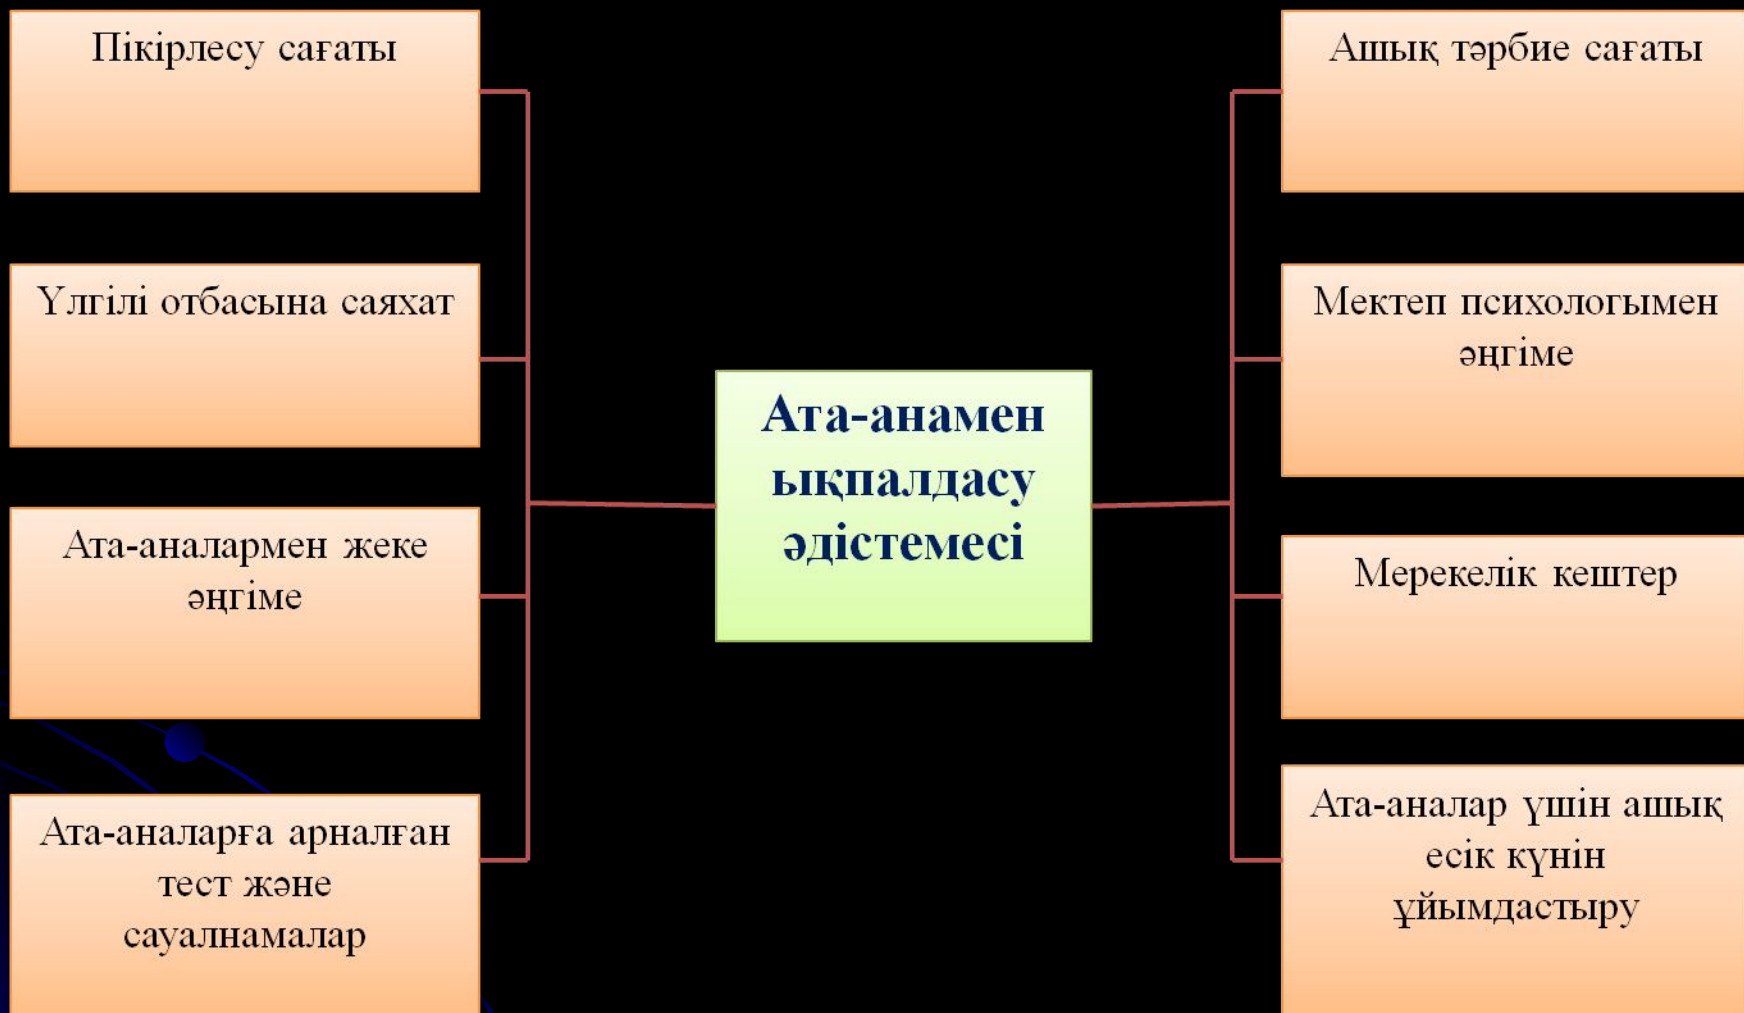 Пікірлесу сағаты
Үлгілі отбасына саяхат
Ата-аналармен жеке
әңгіме
Ата-аналарға арналған
тест және
сауалнамалар
Ата-анамен
ықпалдасу
әдістемесі
Ашық тәрбие сағаты
Мектеп психологымен
әңгіме
Мерекелік кештер
Ата-аналар үшін ашық
есік күнін
ұйымдастыру